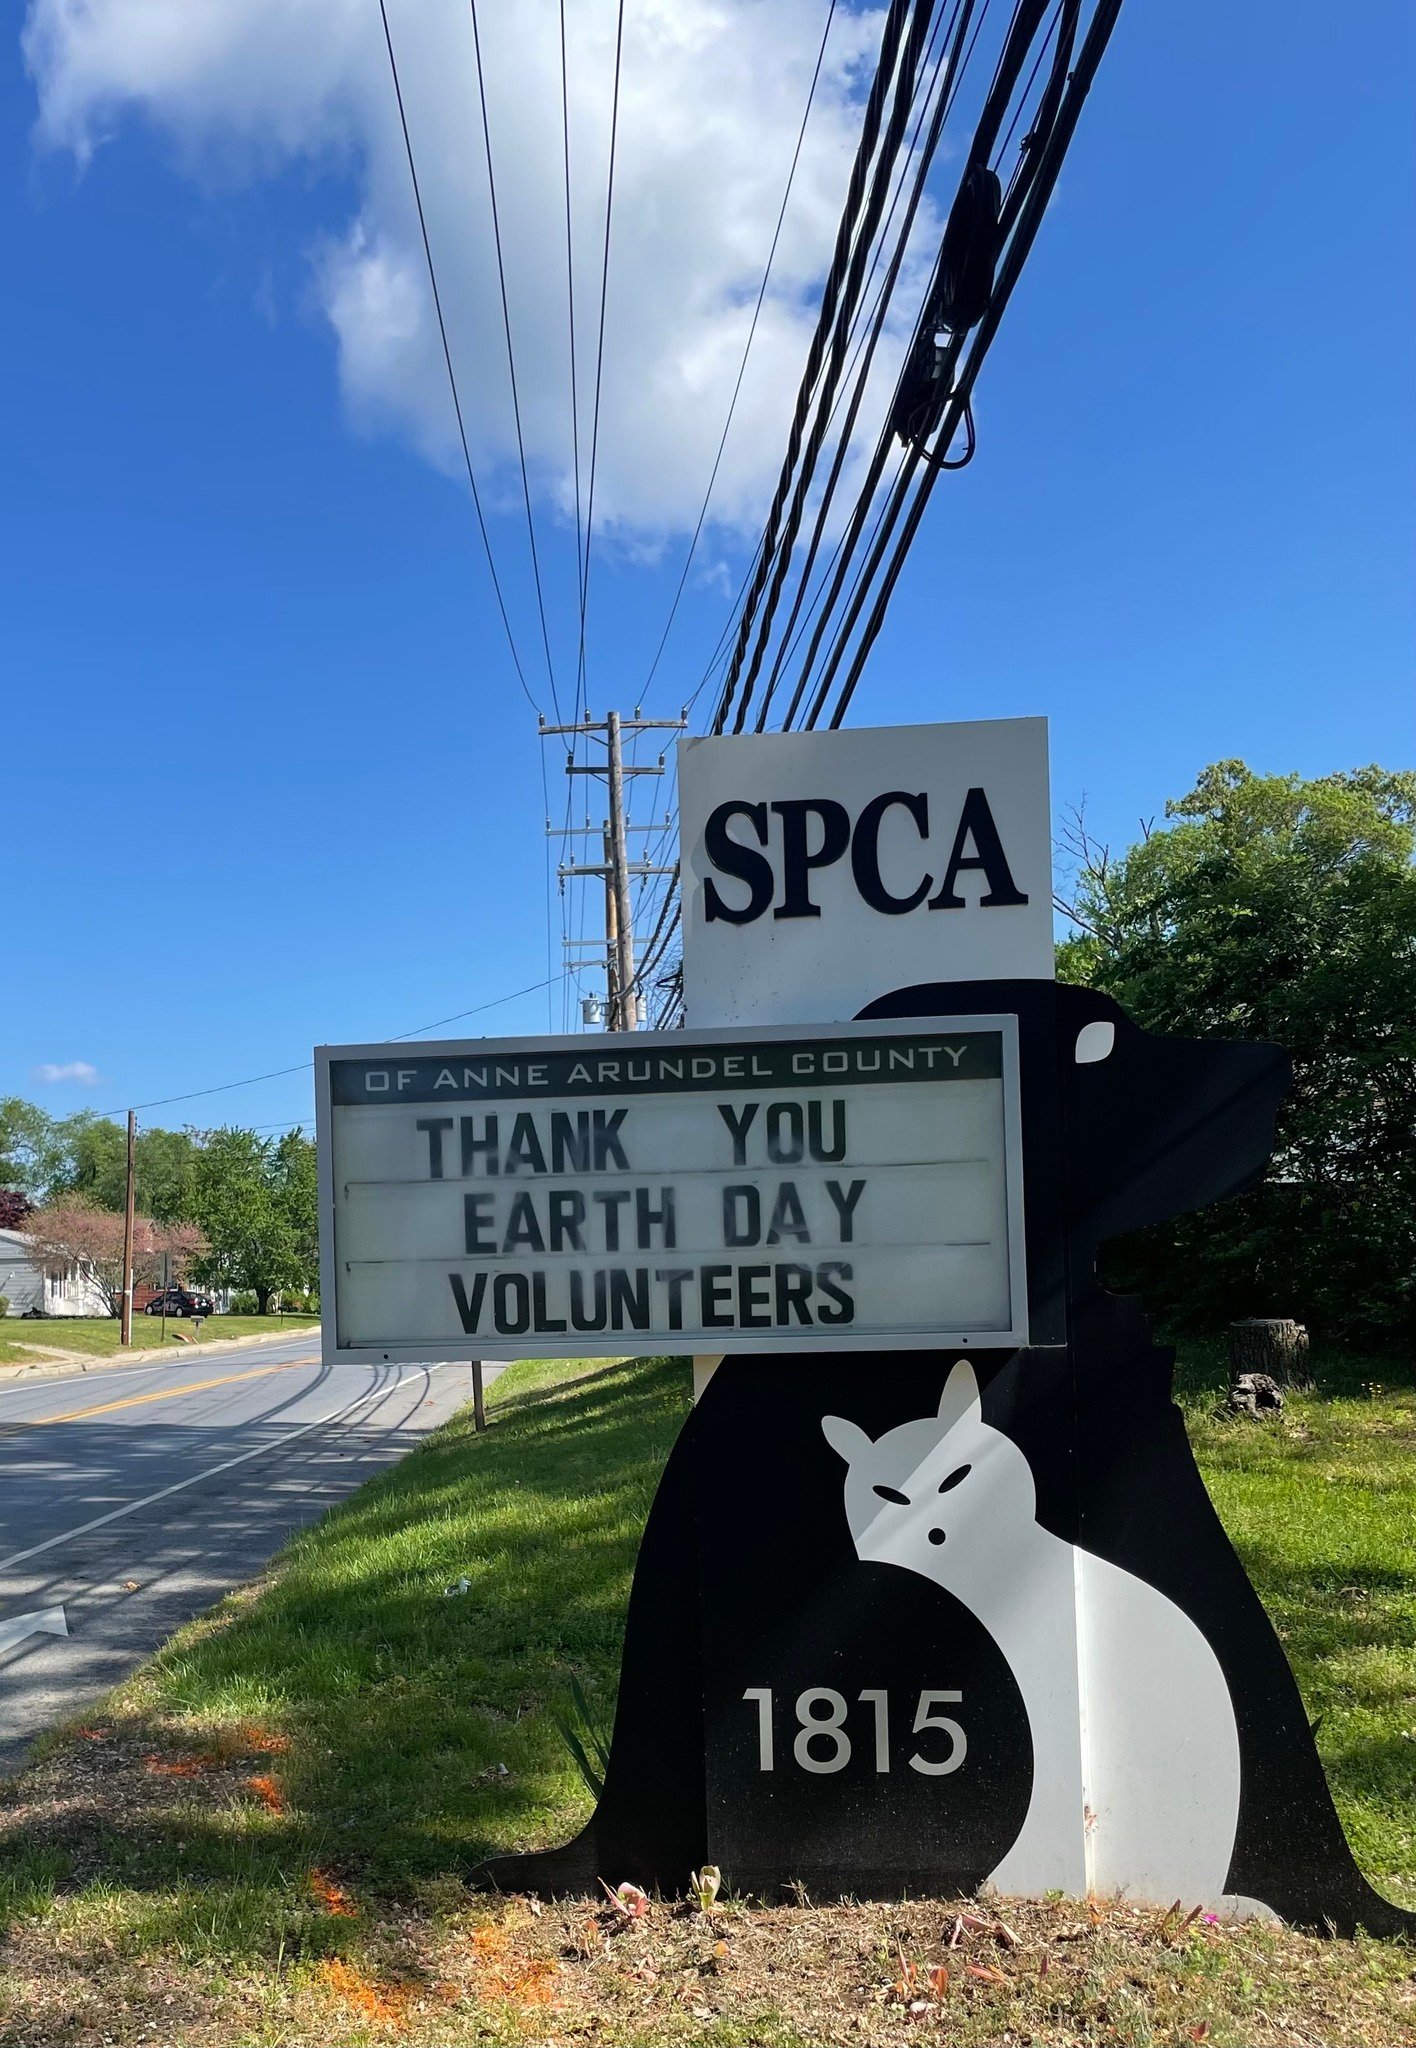 SPCA
OF ANNE ARUNDEL COUNTY
THANK YOU
EARTH DAY
VOLUNTEERS
1815